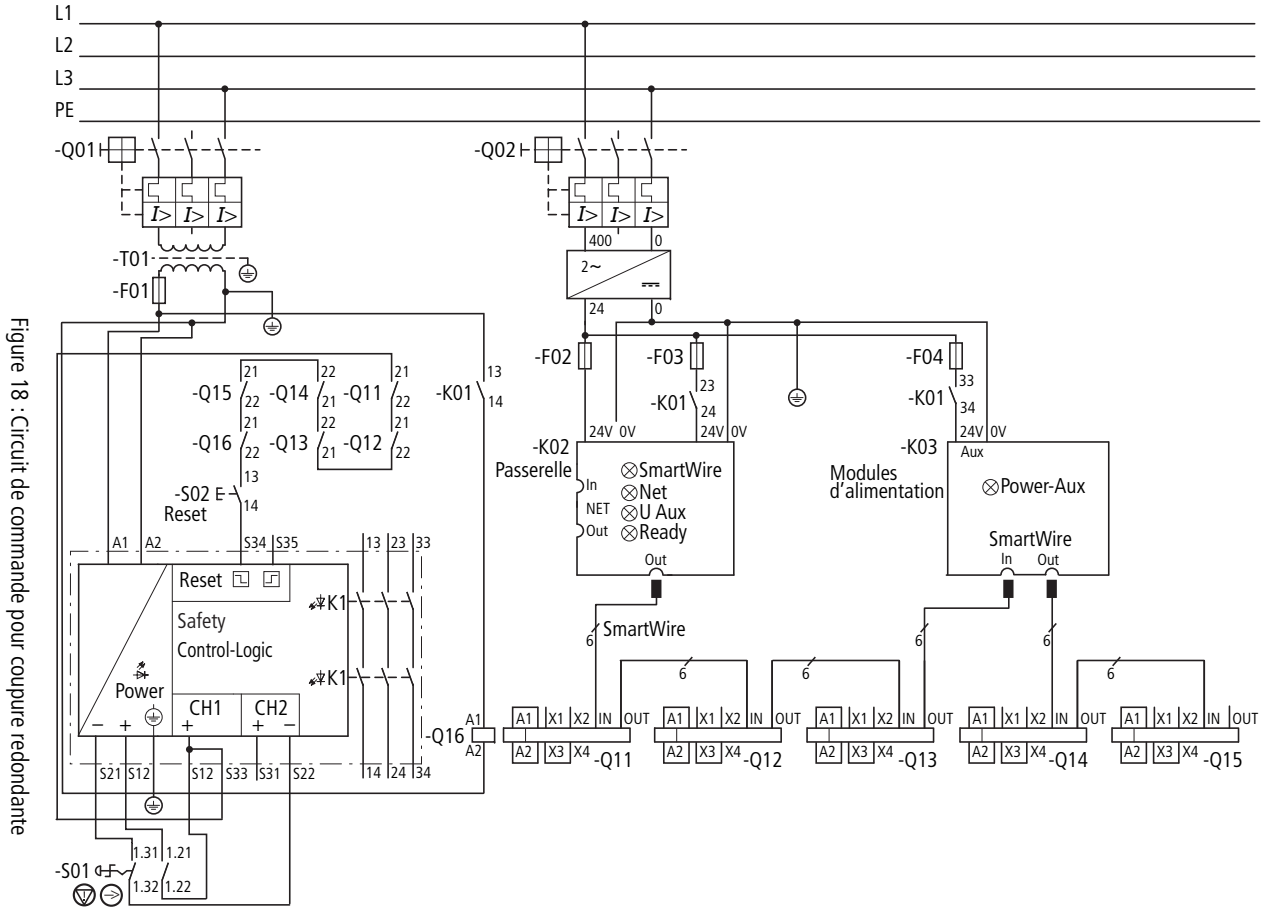 L1
L2
L3
PE
-Q01
I> I> I>
-Q02
I> I> I>
-T01
-F01
400 0
2~
24 0
-F02
-F03
-F04
-Q15 21 22
-Q14 22 21
-Q11 21 22
-Q16 21 22
-Q13 22 21
-Q12 21 22
-K01 13 14
-K01 23 24
-K01 33 34
-S02 13 14
Reset
24V 0V
24V 0V
24V 0V
Aux
-K02
Passerelle
In
NET
Out
SmartWire
Net
U Aux
Ready
Out
-K03
Modules
d'alimentation
Power-Aux
SmartWire
In Out
A1 A2 S34 S35 13 23 33
Reset
Safety
Control-Logic
K1
K1
Power
CH1 CH2
− + + + −
S21 S12 S12 S33 S31 S22 14 24 34
6 SmartWire
6
6
6
6
6
A1
-Q16
A2
A1 X1 X2 IN OUT
A2 X3 X4 -Q11
A1 X1 X2 IN OUT
A2 X3 X4 -Q12
A1 X1 X2 IN OUT
A2 X3 X4 -Q13
A1 X1 X2 IN OUT
A2 X3 X4 -Q14
A1 X1 X2 IN OUT
A2 X3 X4 -Q15
1.31 1.21
-S01
1.32 1.22
Figure 18 : Circuit de commande pour coupure redondante